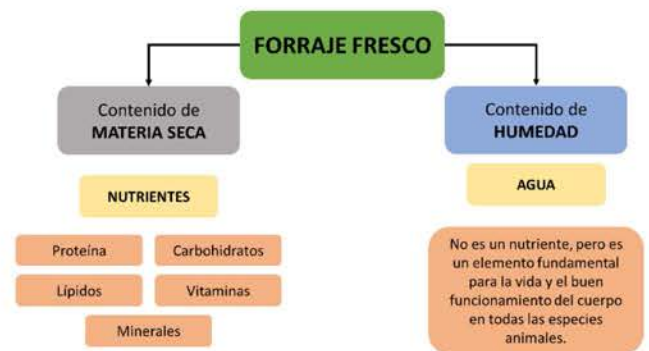 FORRAJE FRESCO
Contenido de
MATERIA SECA
NUTRIENTES
Proteína
Carbohidratos
Lípidos
Vitaminas
Minerales
Contenido de
HUMEDAD
AGUA
No es un nutriente, pero es
un elemento fundamental
para la vida y el buen
funcionamiento del cuerpo
en todas las especies
animales.